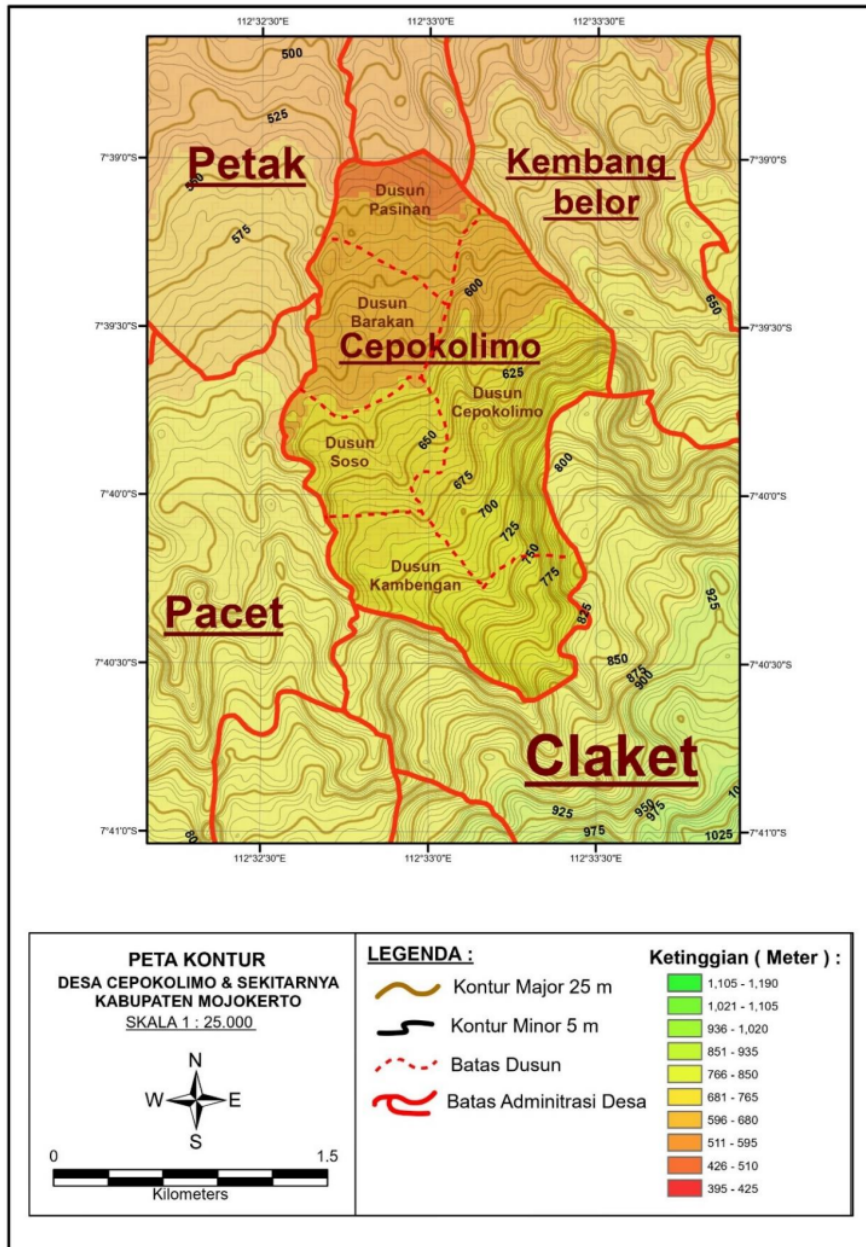 112°32'30"E 112°33'0"E 112°33'30"E
500
525
7°39'0"S 7°39'0"S
Petak
Kembang
belor
550
Dusun
Pasinan
575
600
650
Dusun
Barakan
7°39'30"S 7°39'30"S
Cepokolimo
625
Dusun
Cepokolimo
650
Dusun
Soso
800
675
7°40'0"S 7°40'0"S
700
725
750
775
Dusun
Kambengan
925
Pacet
825
850
875
900
7°40'30"S 7°40'30"S
Claket
925
950
975
975
1025
7°41'0"S 7°41'0"S
112°32'30"E 112°33'0"E 112°33'30"E
PETA KONTUR
DESA CEPOKOLIMO & SEKITARNYA
KABUPATEN MOJOKERTO
SKALA 1 : 25.000
N
W E
S
0 1.5
Kilometers
LEGENDA :
Kontur Major 25 m
Kontur Minor 5 m
Batas Dusun
Batas Adminitrasi Desa
Ketinggian ( Meter ) :
1,105 - 1,190
1,021 - 1,105
936 - 1,020
851 - 935
766 - 850
681 - 765
596 - 680
511 - 595
426 - 510
395 - 425